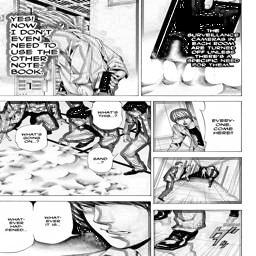 THE
SURVEILLANCE
CAMERAS IN
EACH ROOM
ARE TURNED
OFF UNLESS
THERE'S
SPECIFIC NEED
FOR THEM...
YES!
NOW
I DON'T
EVEN
NEED TO
USE THE
OTHER
NOTE-
BOOK.
EVERY-
ONE,
COME
HERE!
WHAT'S
THIS...?
WHAT'S
GOING
ON...?
SAND
...?
WHAT-
EVER
IT IS..
WHAT-
EVER
HAP-
PENED...